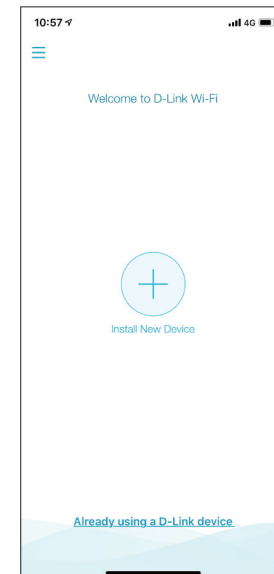 10:57
4G
Welcome to D-Link Wi-Fi
Install New Device
Already using a D-Link device